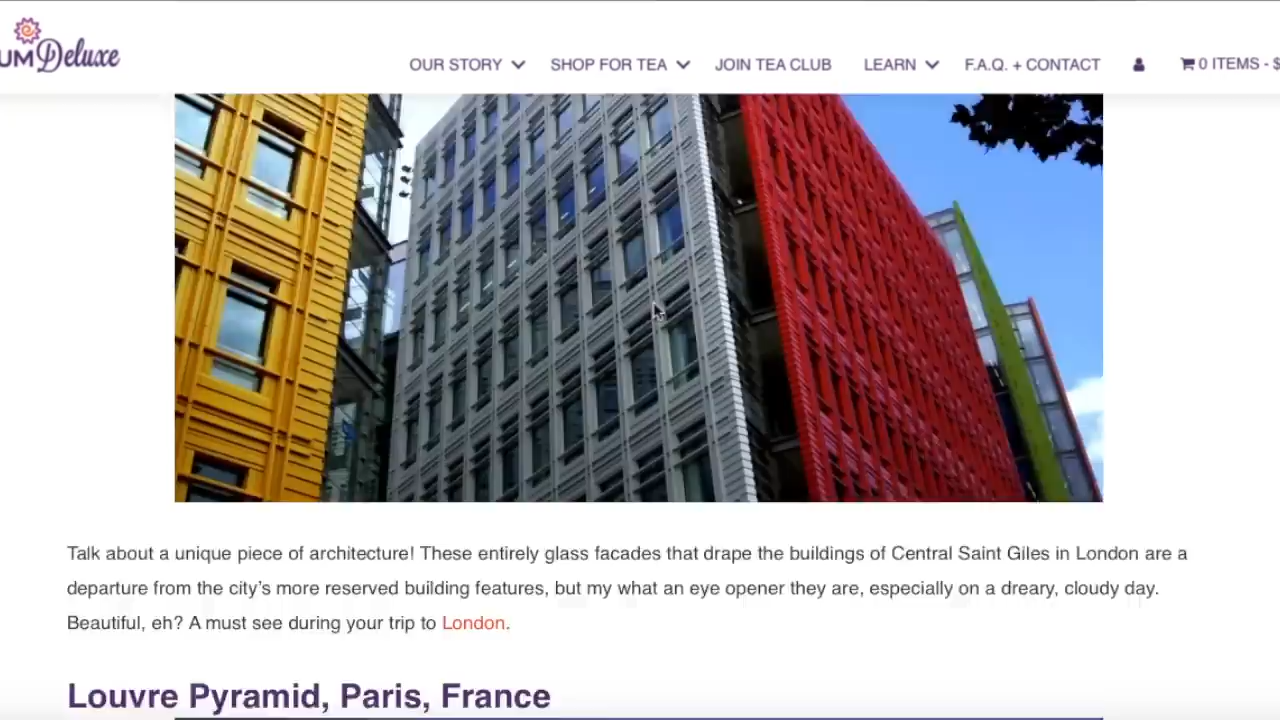 UM Deluxe
OUR STORY SHOP FOR TEA JOIN TEA CLUB LEARN F.A.Q. + CONTACT 0 ITEMS - $
Talk about a unique piece of architecture! These entirely glass facades that drape the buildings of Central Saint Giles in London are a
departure from the city’s more reserved building features, but my what an eye opener they are, especially on a dreary, cloudy day.
Beautiful, eh? A must see during your trip to London.
Louvre Pyramid, Paris, France